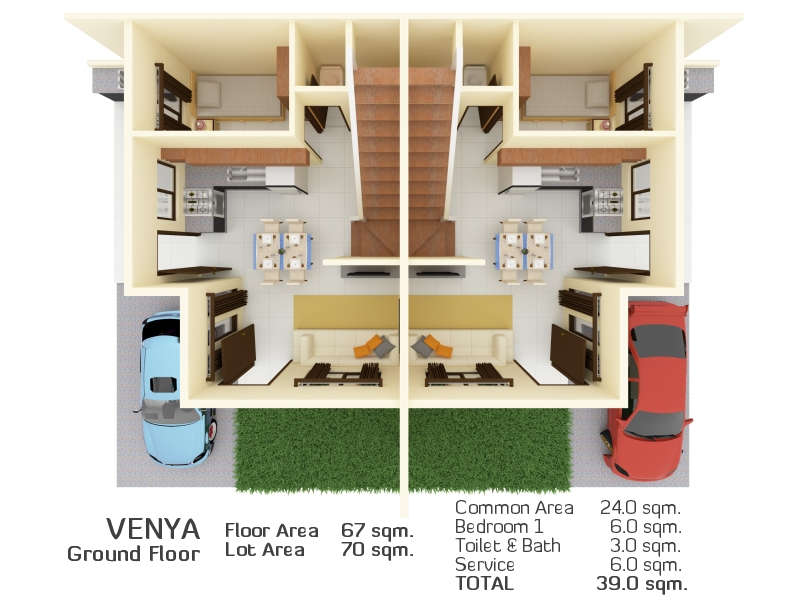 VENYA
Ground Floor
Floor Area 67 sqm.
Lot Area 70 sqm.
Common Area 24.0 sqm.
Bedroom 1 6.0 sqm.
Toilet & Bath 3.0 sqm.
Service 6.0 sqm.
TOTAL 39.0 sqm.